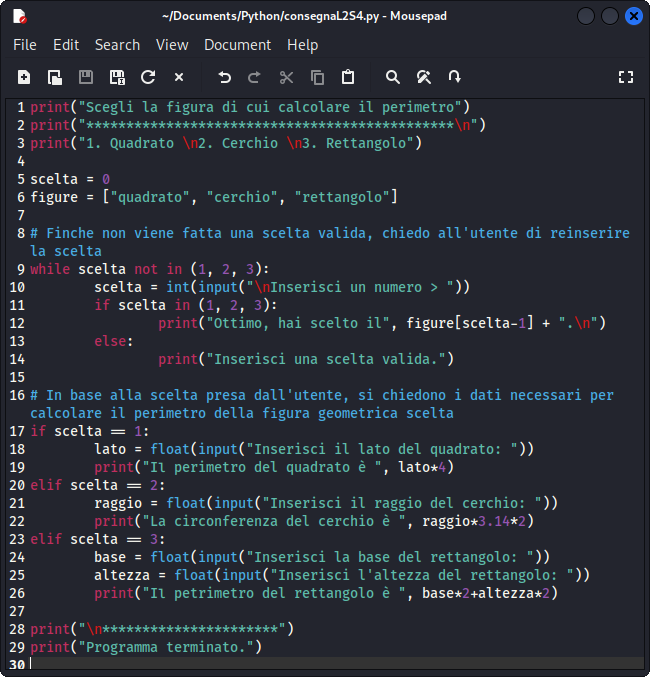 ~/Documents/Python/consegnaL2S4.py - Mousepad
File Edit Search View Document Help
1 print("Scegli la figura di cui calcolare il perimetro")
2 print("**********************************************\n")
3 print("1. Quadrato \n2. Cerchio \n3. Rettangolo")
4
5 scelta = 0
6 figure = ["quadrato", "cerchio", "rettangolo"]
7
8 # Finche non viene fatta una scelta valida, chiedo all'utente di reinserire
la scelta
9 while scelta not in (1, 2, 3):
10 scelta = int(input("\nInserisci un numero > "))
11 if scelta in (1, 2, 3):
12 print("Ottimo, hai scelto il", figure[scelta-1] + ".\n")
13 else:
14 print("Inserisci una scelta valida.")
15
16 # In base alla scelta presa dall'utente, si chiedono i dati necessari per
calcolare il perimetro della figura geometrica scelta
17 if scelta == 1:
18 lato = float(input("Inserisci il lato del quadrato: "))
19 print("Il perimetro del quadrato è ", lato*4)
20 elif scelta == 2:
21 raggio = float(input("Inserisci il raggio del cerchio: "))
22 print("La circonferenza del cerchio è ", raggio*3.14*2)
23 elif scelta == 3:
24 base = float(input("Inserisci la base del rettangolo: "))
25 altezza = float(input("Inserisci l'altezza del rettangolo: "))
26 print("Il petrimetro del rettangolo è ", base*2+altezza*2)
27
28 print("\n**********************")
29 print("Programma terminato.")
30